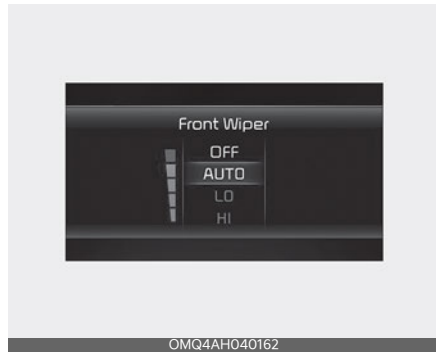 Front Wiper
OFF
AUTO
LO
HI
OMQ4AH040162